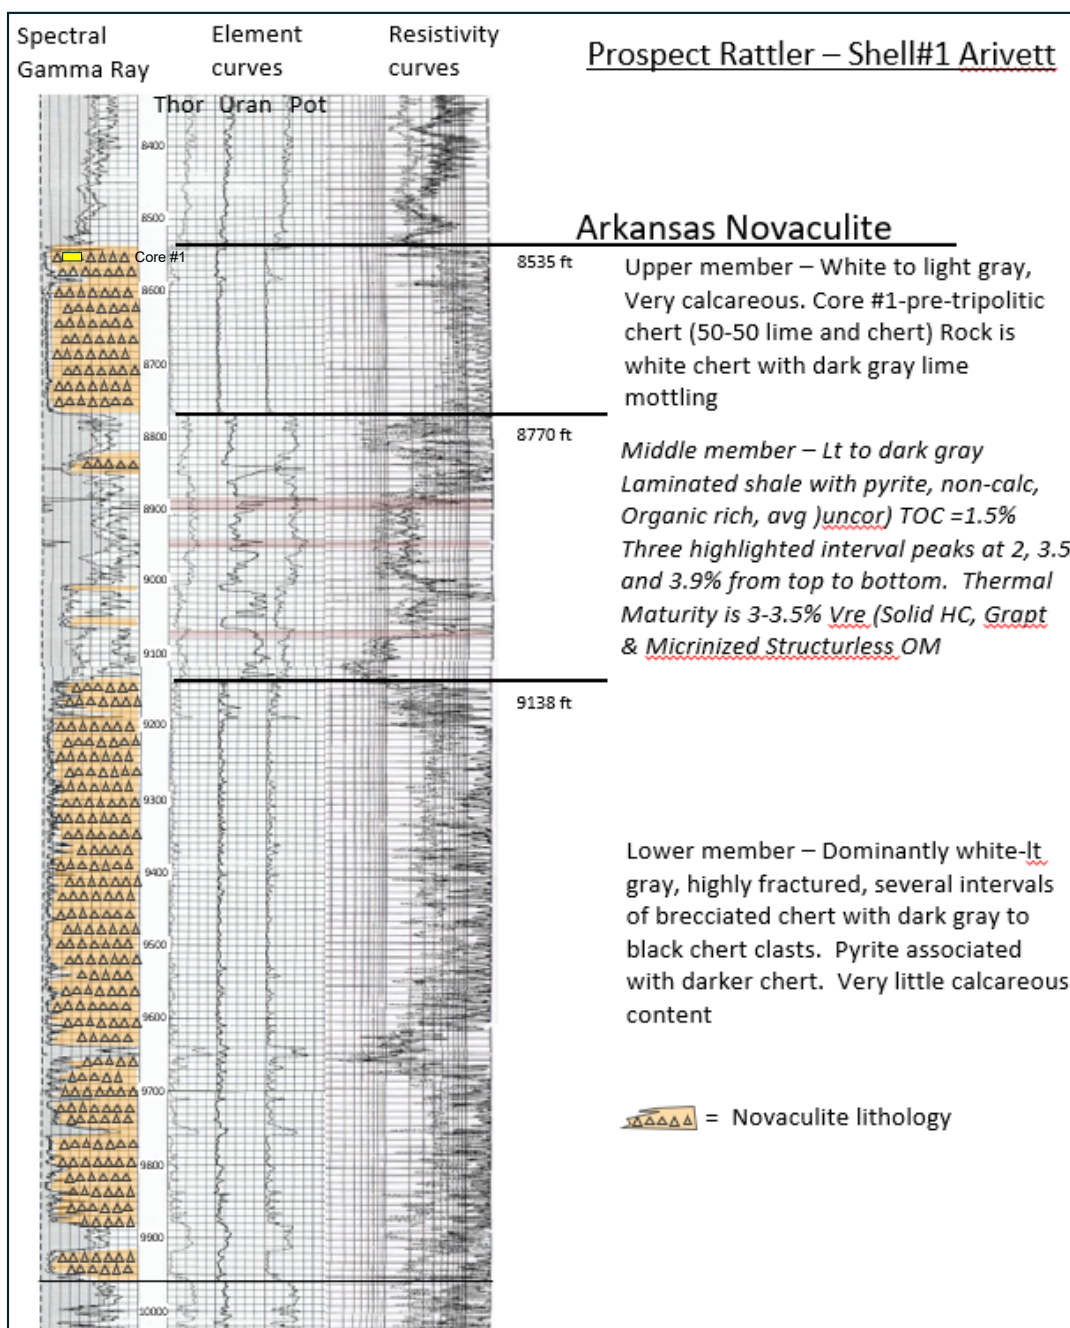 Spectral
Gamma Ray
Element
curves
Resistivity
curves
Prospect Rattler – Shell#1 Arivett
Thor Uran Pot
8400
8500
Arkansas Novaculite
Core #1
8535 ft
Upper member – White to light gray,
Very calcareous. Core #1-pre-tripolitic
chert (50-50 lime and chert) Rock is
white chert with dark gray lime
mottling
8600
8700
8770 ft
8800
Middle member – Lt to dark gray
Laminated shale with pyrite, non-calc,
Organic rich, avg )uncor) TOC =1.5%
Three highlighted interval peaks at 2, 3.5
and 3.9% from top to bottom. Thermal
Maturity is 3-3.5% Vre (Solid HC, Grapt
& Micrinized Structurless OM
8900
9000
9100
9138 ft
9200
9300
9400
Lower member – Dominantly white-lt
gray, highly fractured, several intervals
of brecciated chert with dark gray to
black chert clasts. Pyrite associated
with darker chert. Very little calcareous
content
9500
9600
9700
= Novaculite lithology
9800
9900
10000